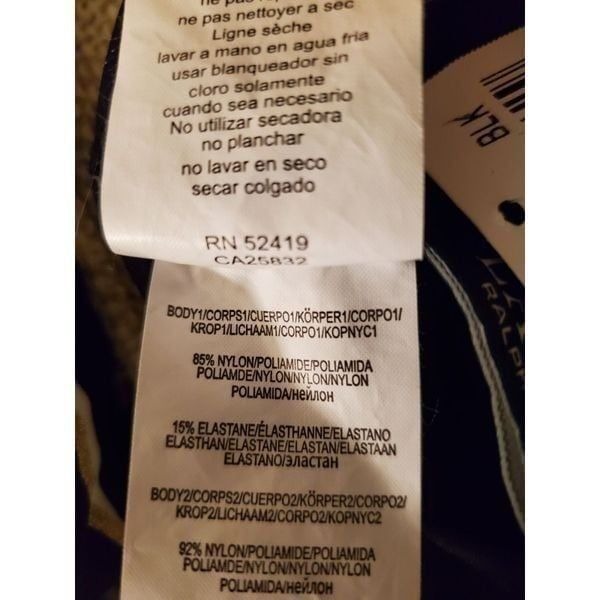 ne pas nettoyer a sec
Ligne sèche
lavar a mano en agua fria
usar blanqueador sin
cloro solamente
cuando sea necesario
No utilizar secadora
no planchar
no lavar en seco
secar colgado
RN 52419
CA25832
BODY1/CORPS1/CUERPO1/KÖRPER1/CORPO1/
KROP1/LICHAAM1/CORPO1/KOPNYC1
85% NYLON/POLIAMIDE/POLIAMIDA
POLIAMDE/NYLON/NYLON/NYLON
POLIAMIDA/нейлон
15% ELASTANE/ÉLASTHANNE/ELASTANO
ELASTHAN/ELASTANE/ELASTAN/ELASTAAN
ELASTANO/эластан
BODY2/CORPS2/CUERPO2/KÖRPER2/CORPO2/
KROP2/LICHAAM2/CORPO2/KOPNYC2
92% NYLON/POLIAMIDE/POLIAMIDA
POLIAMDE/NYLON/NYLON/NYLON
POLIAMIDA/нейлон
BLK